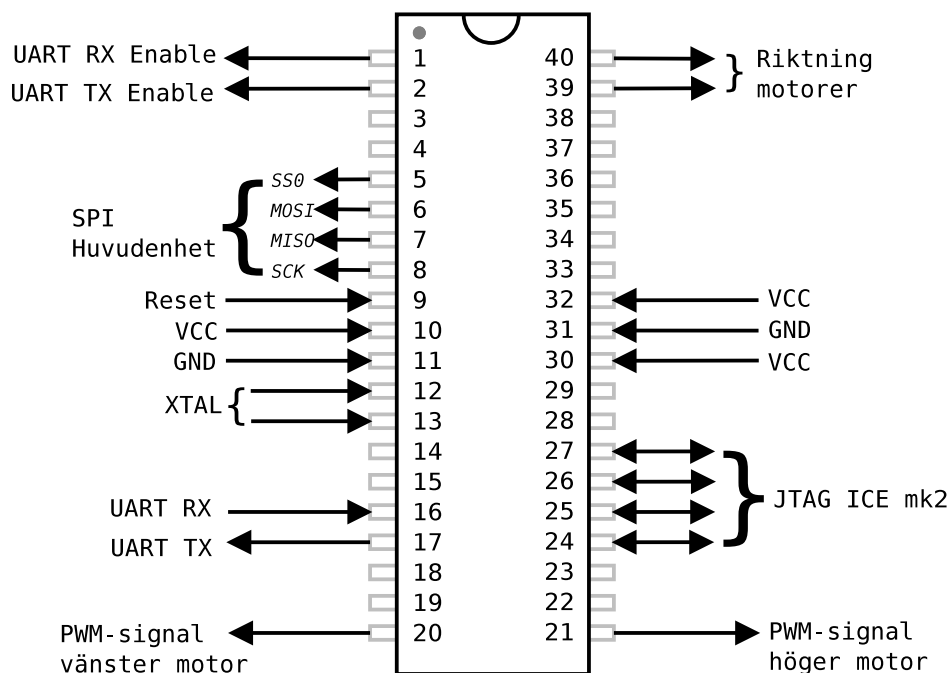 UART RX Enable
UART TX Enable
SPI
Huvudenhet
SS0
MOSI
MISO
SCK
Reset
VCC
GND
XTAL
UART RX
UART TX
PWM-signal
vänster motor
1
2
3
4
5
6
7
8
9
10
11
12
13
14
15
16
17
18
19
20
40
39
38
37
36
35
34
33
32
31
30
29
28
27
26
25
24
23
22
21
Riktning
motorer
VCC
GND
VCC
JTAG ICE mk2
PWM-signal
höger motor